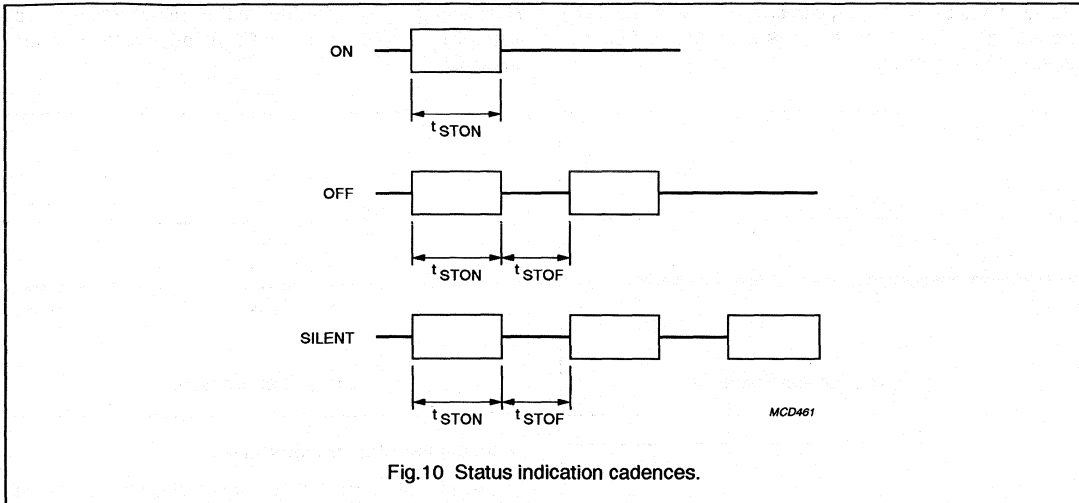 ON
tSTON
OFF
tSTON tSTOF
SILENT
tSTON tSTOF
MCD461
Fig.10 Status indication cadences.